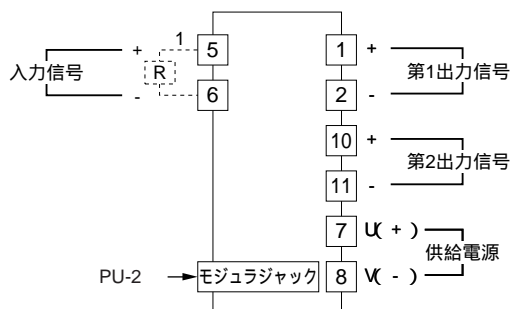 入力信号
+
-
1
R
5
6
1 +
2 -
第1出力信号
10 +
11 -
第2出力信号
7 U( + )
8 V( - )
供給電源
PU-2
モジュラジャック